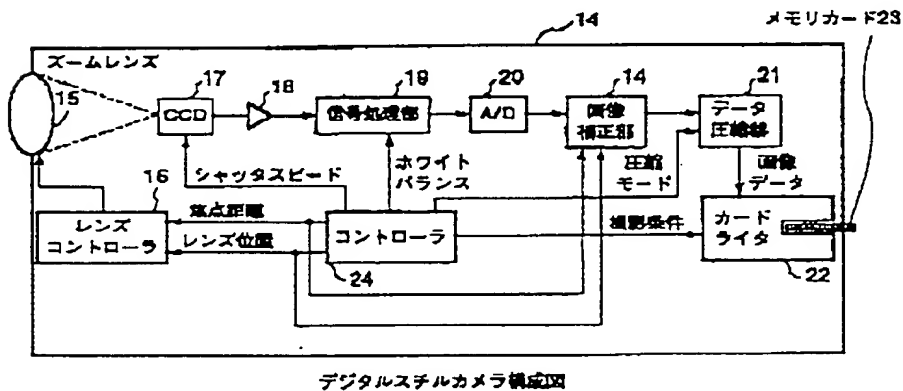 メモリカード23
14
ズームレンズ
15
17
CCD
18
19
信号処理部
20
A/D
14
画像
補正部
21
データ
圧縮部
シャッタスピード
ホワイト
バランス
圧縮
モード
画像
データ
16
レンズ
コントローラ
焦点距離
レンズ位置
コントローラ
24
撮影条件
カード
ライタ
22
デジタルスチルカメラ構成図